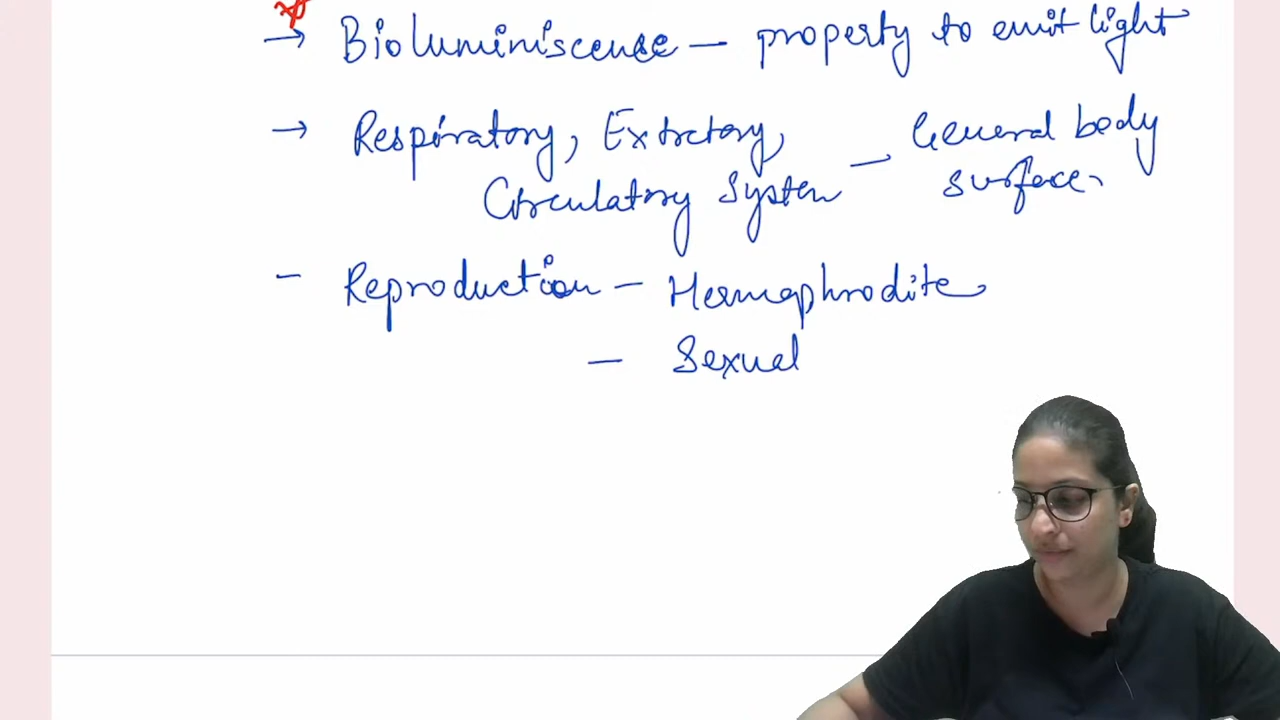 → Bioluminiscense – property to emit light
→ Respiratory, Extretory, – General body
Circulatory System surface,
– Reproduction – Hermaphrodite
– Sexual